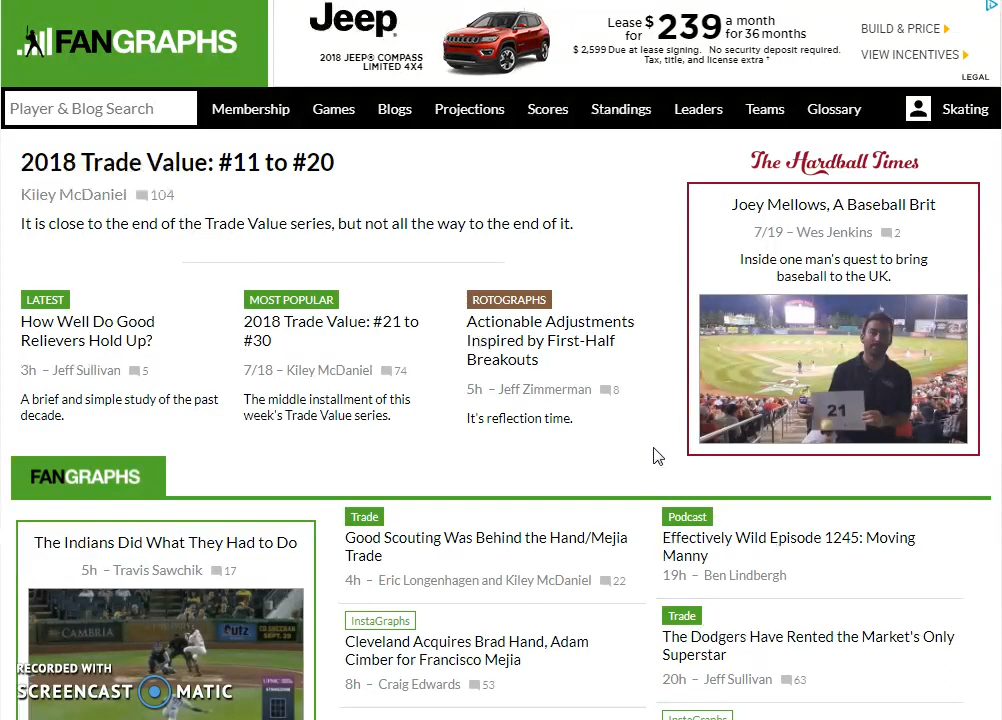 FANGRAPHS
Jeep
2018 JEEP® COMPASS
LIMITED 4X4
Lease for $239 a month for 36 months
$2,599 Due at lease signing. No security deposit required.
Tax, title, and license extra +
BUILD & PRICE
VIEW INCENTIVES
LEGAL
Player & Blog Search
Membership
Games
Blogs
Projections
Scores
Standings
Leaders
Teams
Glossary
Skating
2018 Trade Value: #11 to #20
Kiley McDaniel 104
It is close to the end of the Trade Value series, but not all the way to the end of it.
LATEST
How Well Do Good
Relievers Hold Up?
3h – Jeff Sullivan 5
A brief and simple study of the past
decade.
MOST POPULAR
2018 Trade Value: #21 to
#30
7/18 – Kiley McDaniel 74
The middle installment of this
week's Trade Value series.
ROTOGRAPHS
Actionable Adjustments
Inspired by First-Half
Breakouts
5h – Jeff Zimmerman 8
It's reflection time.
The Hardball Times
Joey Mellows, A Baseball Brit
7/19 – Wes Jenkins 2
Inside one man's quest to bring
baseball to the UK.
21
FANGRAPHS
The Indians Did What They Had to Do
5h – Travis Sawchik 17
CAMBRIA
Qutz
SEPT. 29
RECORDED WITH
SCREENCAST MATIC
Trade
Good Scouting Was Behind the Hand/Mejia
Trade
4h – Eric Longenhagen and Kiley McDaniel 22
InstaGraphs
Cleveland Acquires Brad Hand, Adam
Cimber for Francisco Mejia
8h – Craig Edwards 53
Podcast
Effectively Wild Episode 1245: Moving
Manny
19h – Ben Lindbergh
Trade
The Dodgers Have Rented the Market's Only
Superstar
20h – Jeff Sullivan 63
InstaGraphs